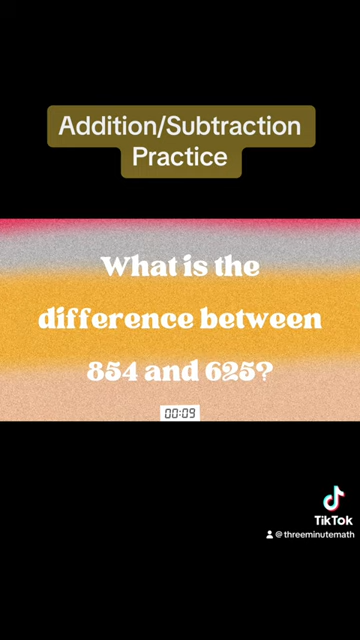 Addition/Subtraction
Practice
What is the
difference between
854 and 625?
00:09
TikTok
@threeminutemath